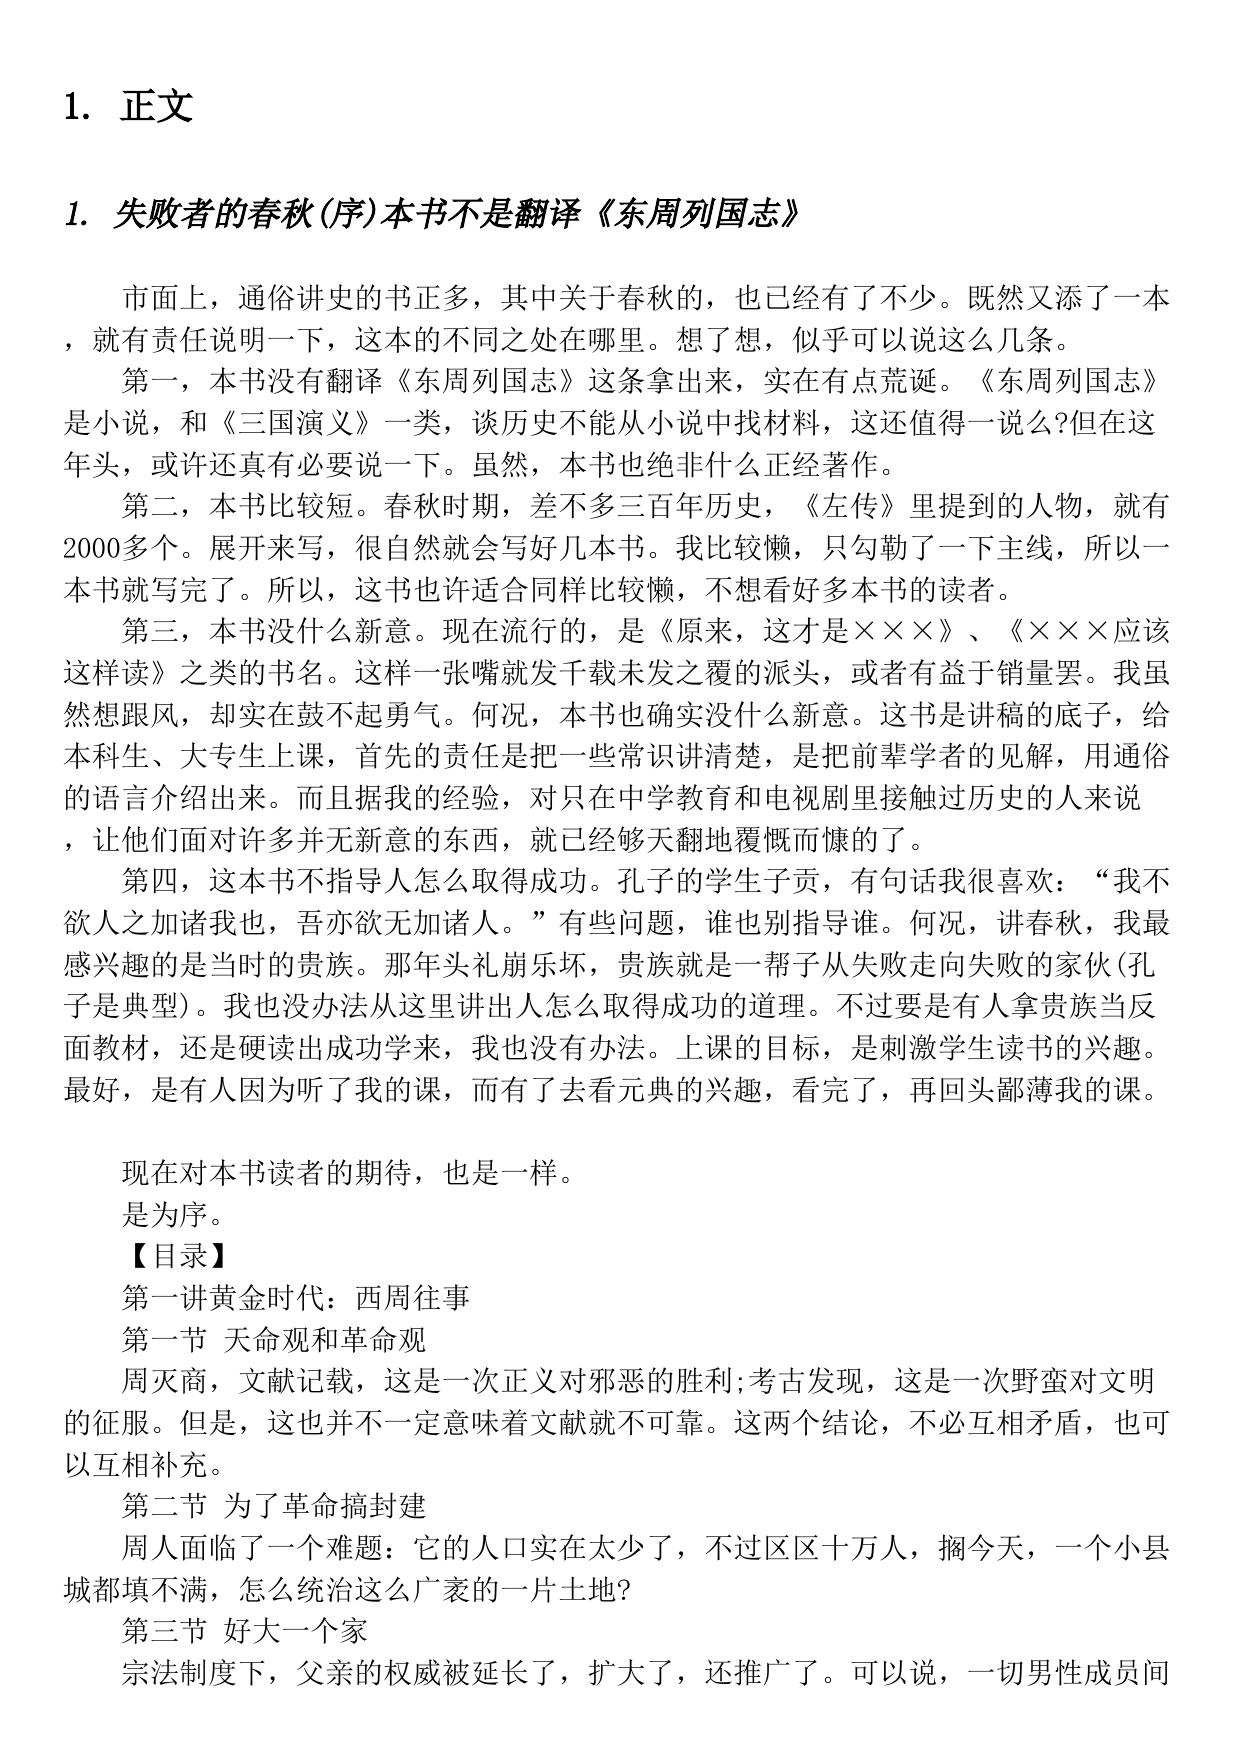 1. 正文
1. 失败者的春秋(序)本书不是翻译《东周列国志》
市面上，通俗讲史的书正多，其中关于春秋的，也已经有了不少。既然又添了一本
，就有责任说明一下，这本的不同之处在哪里。想了想，似乎可以说这么几条。
第一，本书没有翻译《东周列国志》这条拿出来，实在有点荒诞。《东周列国志》
是小说，和《三国演义》一类，谈历史不能从小说中找材料，这还值得一说么?但在这
年头，或许还真有必要说一下。虽然，本书也绝非什么正经著作。
第二，本书比较短。春秋时期，差不多三百年历史，《左传》里提到的人物，就有
2000多个。展开来写，很自然就会写好几本书。我比较懒，只勾勒了一下主线，所以一
本书就写完了。所以，这书也许适合同样比较懒，不想看好多本书的读者。
第三，本书没什么新意。现在流行的，是《原来，这才是×××》、《×××应该
这样读》之类的书名。这样一张嘴就发千载未发之覆的派头，或者有益于销量罢。我虽
然想跟风，却实在鼓不起勇气。何况，本书也确实没什么新意。这书是讲稿的底子，给
本科生、大专生上课，首先的责任是把一些常识讲清楚，是把前辈学者的见解，用通俗
的语言介绍出来。而且据我的经验，对只在中学教育和电视剧里接触过历史的人来说
，让他们面对许多并无新意的东西，就已经够天翻地覆慨而慷的了。
第四，这本书不指导人怎么取得成功。孔子的学生子贡，有句话我很喜欢：“我不
欲人之加诸我也，吾亦欲无加诸人。”有些问题，谁也别指导谁。何况，讲春秋，我最
感兴趣的是当时的贵族。那年头礼崩乐坏，贵族就是一帮子从失败走向失败的家伙(孔
子是典型)。我也没办法从这里讲出人怎么取得成功的道理。不过要是有人拿贵族当反
面教材，还是硬读出成功学来，我也没有办法。上课的目标，是刺激学生读书的兴趣。
最好，是有人因为听了我的课，而有了去看元典的兴趣，看完了，再回头鄙薄我的课。
现在对本书读者的期待，也是一样。
是为序。
【目录】
第一讲黄金时代：西周往事
第一节 天命观和革命观
周灭商，文献记载，这是一次正义对邪恶的胜利;考古发现，这是一次野蛮对文明
的征服。但是，这也并不一定意味着文献就不可靠。这两个结论，不必互相矛盾，也可
以互相补充。
第二节 为了革命搞封建
周人面临了一个难题：它的人口实在太少了，不过区区十万人，搁今天，一个小县
城都填不满，怎么统治这么广袤的一片土地?
第三节 好大一个家
宗法制度下，父亲的权威被延长了，扩大了，还推广了。可以说，一切男性成员间